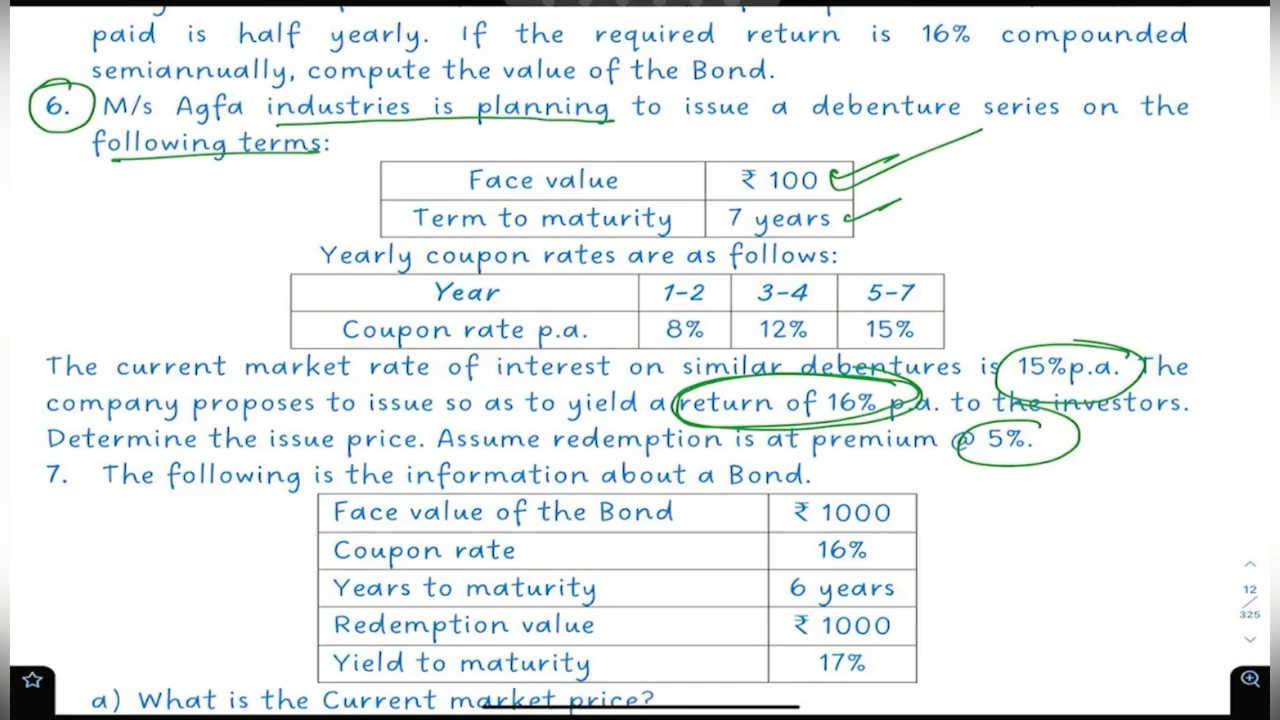 paid is half yearly. If the required return is 16% compounded
semiannually, compute the value of the Bond.
6. M/s Agfa industries is planning to issue a debenture series on the
following terms:
Face value ₹ 100
Term to maturity 7 years
Yearly coupon rates are as follows:
Year 1-2 3-4 5-7
Coupon rate p.a. 8% 12% 15%
The current market rate of interest on similar debentures is 15%p.a. The
company proposes to issue so as to yield a return of 16% p.a. to the investors.
Determine the issue price. Assume redemption is at premium @ 5%.
7. The following is the information about a Bond.
Face value of the Bond ₹ 1000
Coupon rate 16%
Years to maturity 6 years
Redemption value ₹ 1000
Yield to maturity 17%
a) What is the Current market price?
12
325